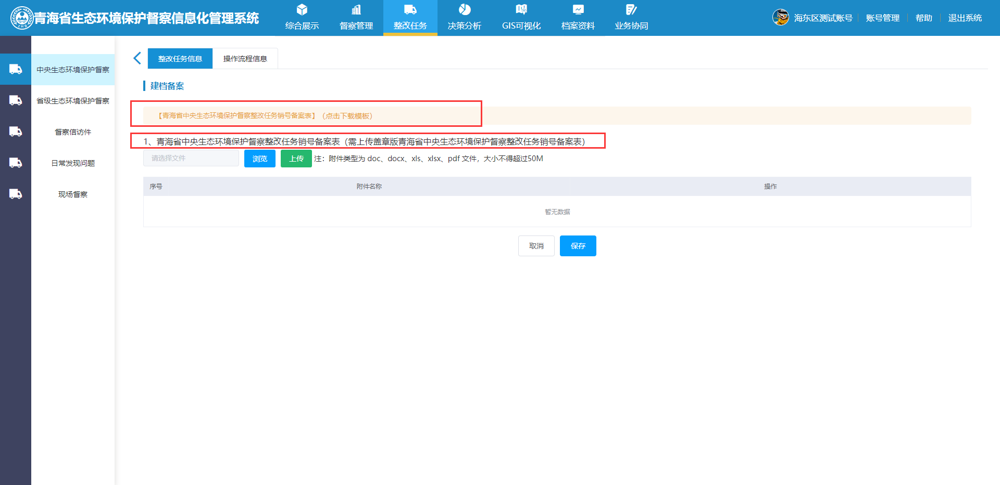 青海省生态环境保护督察信息化管理系统
综合展示
督察管理
整改任务
决策分析
GIS可视化
档案资料
业务协同
海东区测试账号
账号管理
帮助
退出系统
中央生态环境保护督察
省级生态环境保护督察
督察信访件
日常发现问题
现场督察
整改任务信息
操作流程信息
建档备案
【青海省中央生态环境保护督察整改任务销号备案表】（点击下载模板）
1、青海省中央生态环境保护督察整改任务销号备案表（需上传盖章版青海省中央生态环境保护督察整改任务销号备案表）
请选择文件
浏览
上传
注：附件类型为 doc、docx、xls、xlsx、pdf 文件，大小不得超过50M
序号
附件名称
操作
暂无数据
取消
保存
ZHB